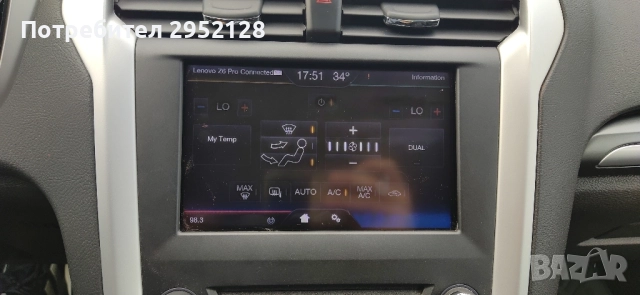 Потребител 2952128
Lenovo Z6 Pro Connected
17:51
34°
Information
- LO +
- LO +
My Temp
+
-
DUAL
MAX
AUTO
A/C
MAX A/C
98.3
BAZAR